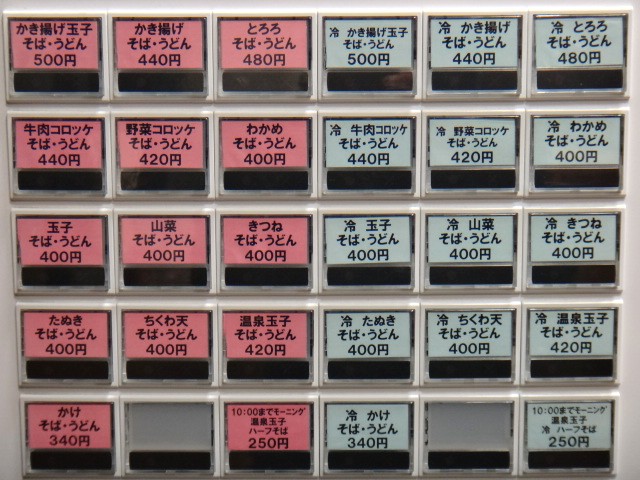 かき揚げ玉子
そば・うどん
500円
かき揚げ
そば・うどん
440円
とろろ
そば・うどん
480円
冷 かき揚げ玉子
そば・うどん
500円
冷 かき揚げ
そば・うどん
440円
冷 とろろ
そば・うどん
480円
牛肉コロッケ
そば・うどん
440円
野菜コロッケ
そば・うどん
420円
わかめ
そば・うどん
400円
冷 牛肉コロッケ
そば・うどん
440円
冷 野菜コロッケ
そば・うどん
420円
冷 わかめ
そば・うどん
400円
玉子
そば・うどん
400円
山菜
そば・うどん
400円
きつね
そば・うどん
400円
冷 玉子
そば・うどん
400円
冷 山菜
そば・うどん
400円
冷 きつね
そば・うどん
400円
たぬき
そば・うどん
400円
ちくわ天
そば・うどん
400円
温泉玉子
そば・うどん
420円
冷 たぬき
そば・うどん
400円
冷 ちくわ天
そば・うどん
400円
冷 温泉玉子
そば・うどん
420円
かけ
そば・うどん
340円
10:00までモーニング
温泉玉子
ハーフそば
250円
冷 かけ
そば・うどん
340円
10:00までモーニング
温泉玉子
冷 ハーフそば
250円